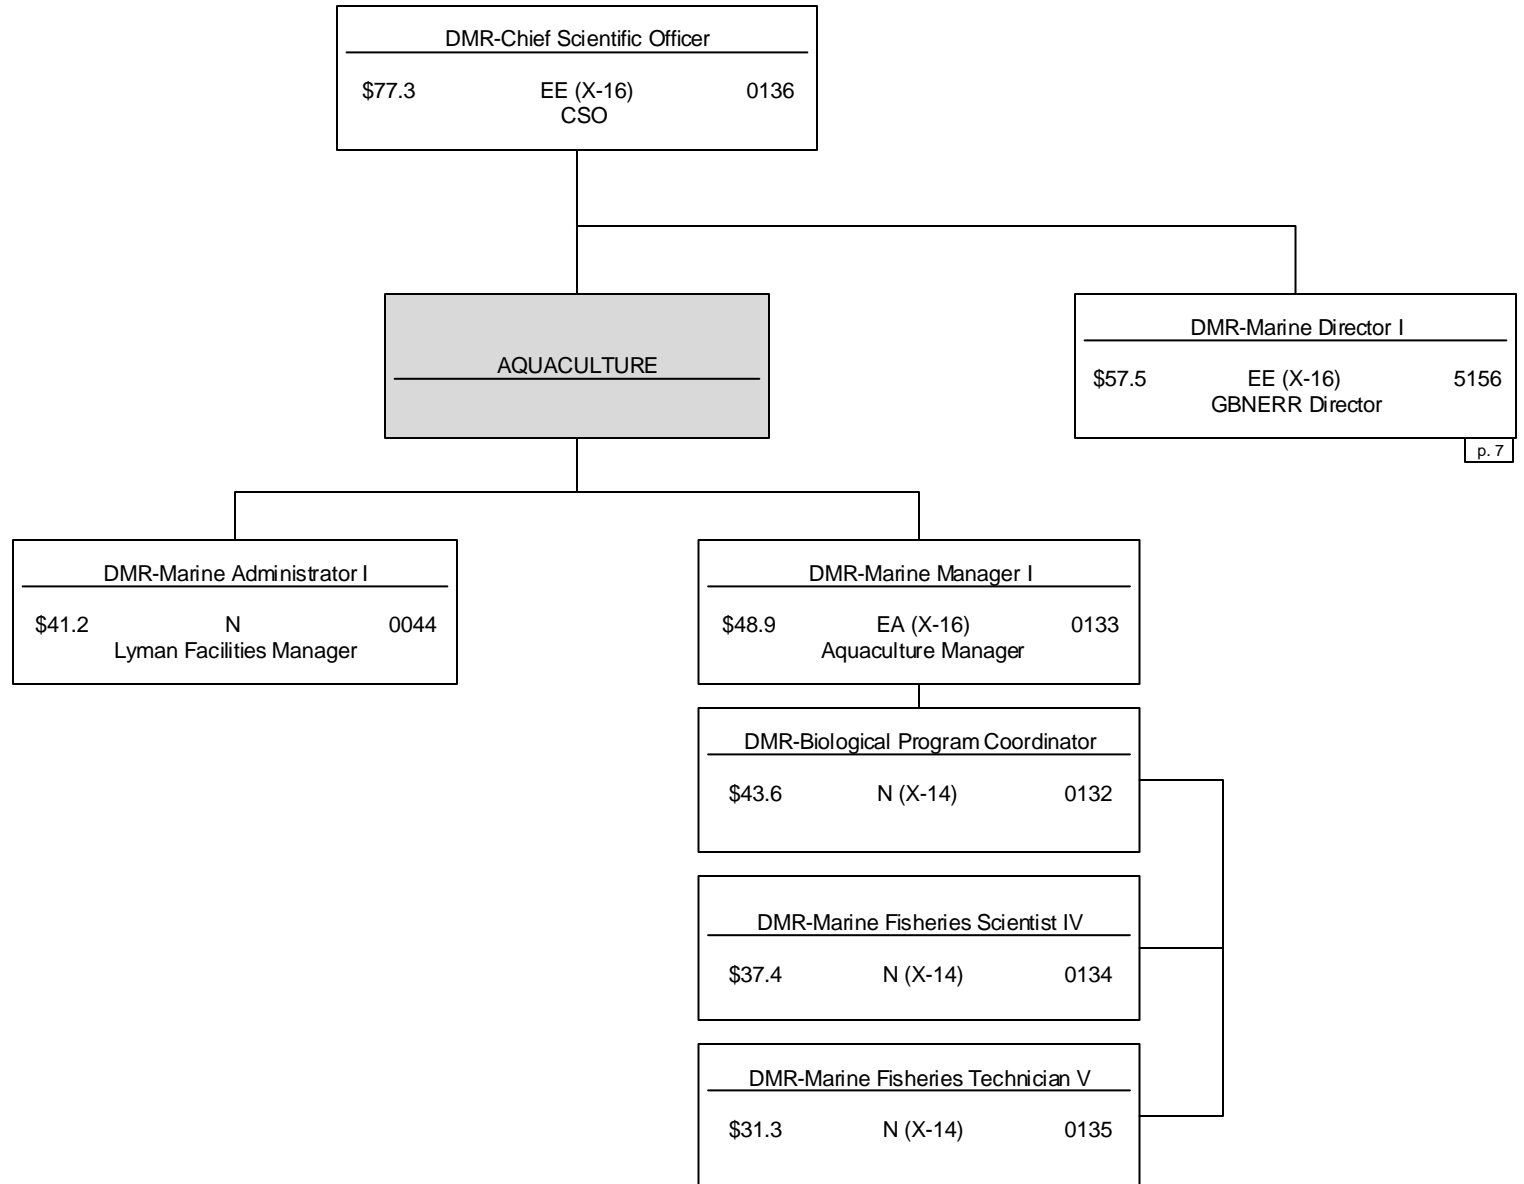 DMR-Chief Scientific Officer
$77.3 EE (X-16) 0136
CSO
AQUACULTURE
DMR-Marine Director I
$57.5 EE (X-16) 5156
GBNERR Director
p. 7
DMR-Marine Administrator I
$41.2 N 0044
Lyman Facilities Manager
DMR-Marine Manager I
$48.9 EA (X-16) 0133
Aquaculture Manager
DMR-Biological Program Coordinator
$43.6 N (X-14) 0132
DMR-Marine Fisheries Scientist IV
$37.4 N (X-14) 0134
DMR-Marine Fisheries Technician V
$31.3 N (X-14) 0135